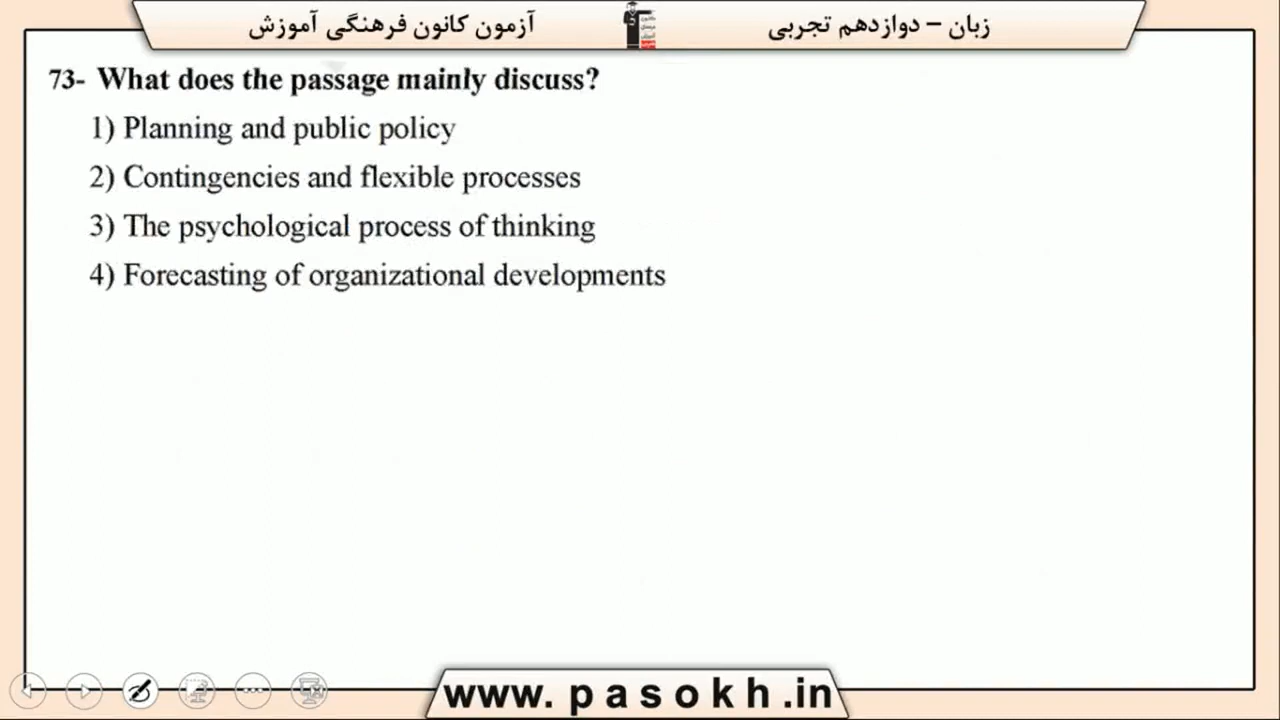 زبان – دوازدهم تجربی
آزمون کانون فرهنگی آموزش
73- What does the passage mainly discuss?
1) Planning and public policy
2) Contingencies and flexible processes
3) The psychological process of thinking
4) Forecasting of organizational developments
www. p a s o k h .in